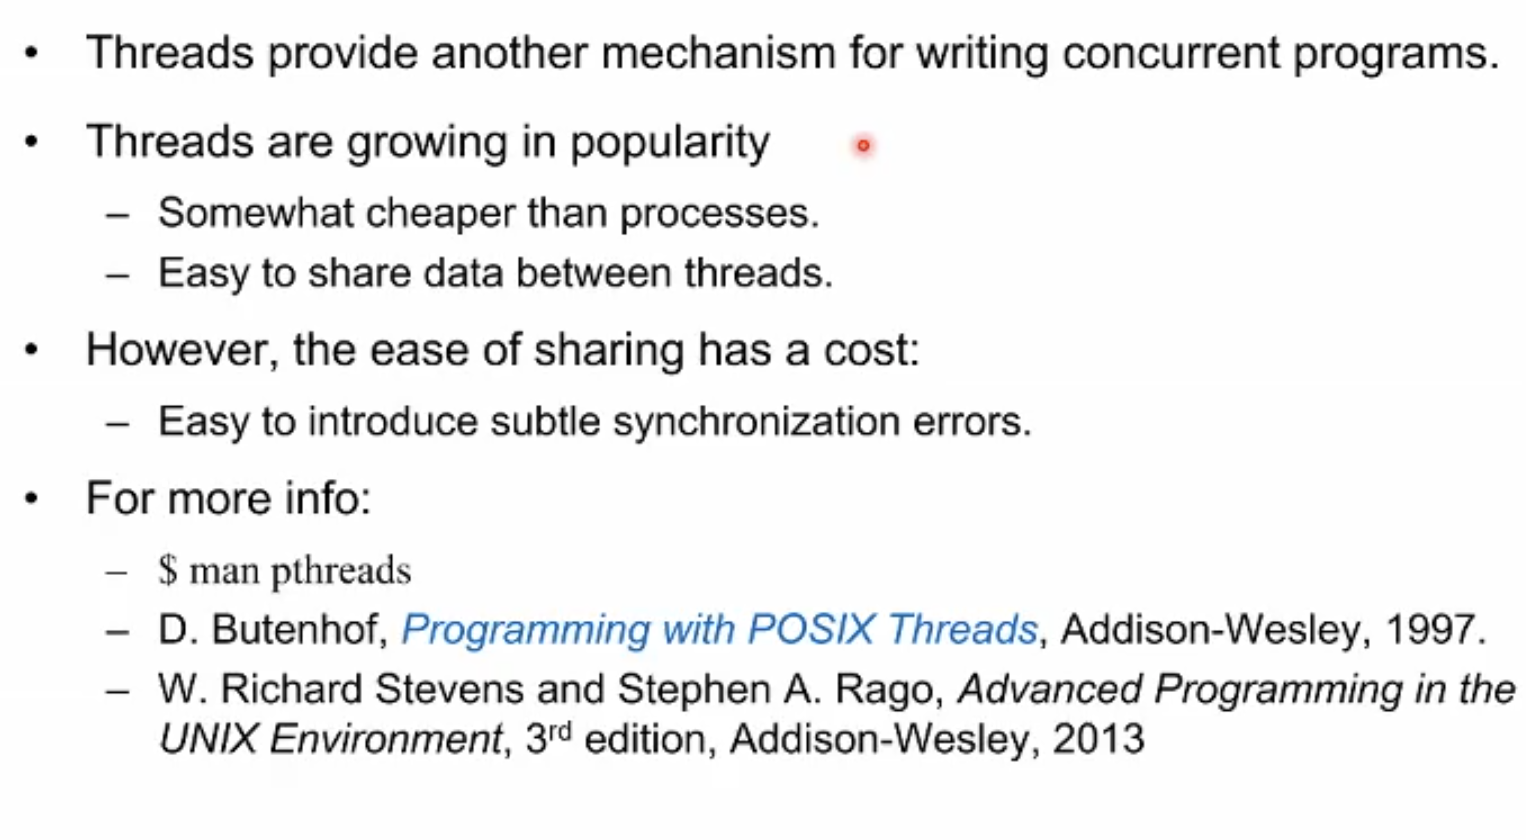 • Threads provide another mechanism for writing concurrent programs.
• Threads are growing in popularity
– Somewhat cheaper than processes.
– Easy to share data between threads.
• However, the ease of sharing has a cost:
– Easy to introduce subtle synchronization errors.
• For more info:
– $ man pthreads
– D. Butenhof, Programming with POSIX Threads, Addison-Wesley, 1997.
– W. Richard Stevens and Stephen A. Rago, Advanced Programming in the
UNIX Environment, 3rd edition, Addison-Wesley, 2013